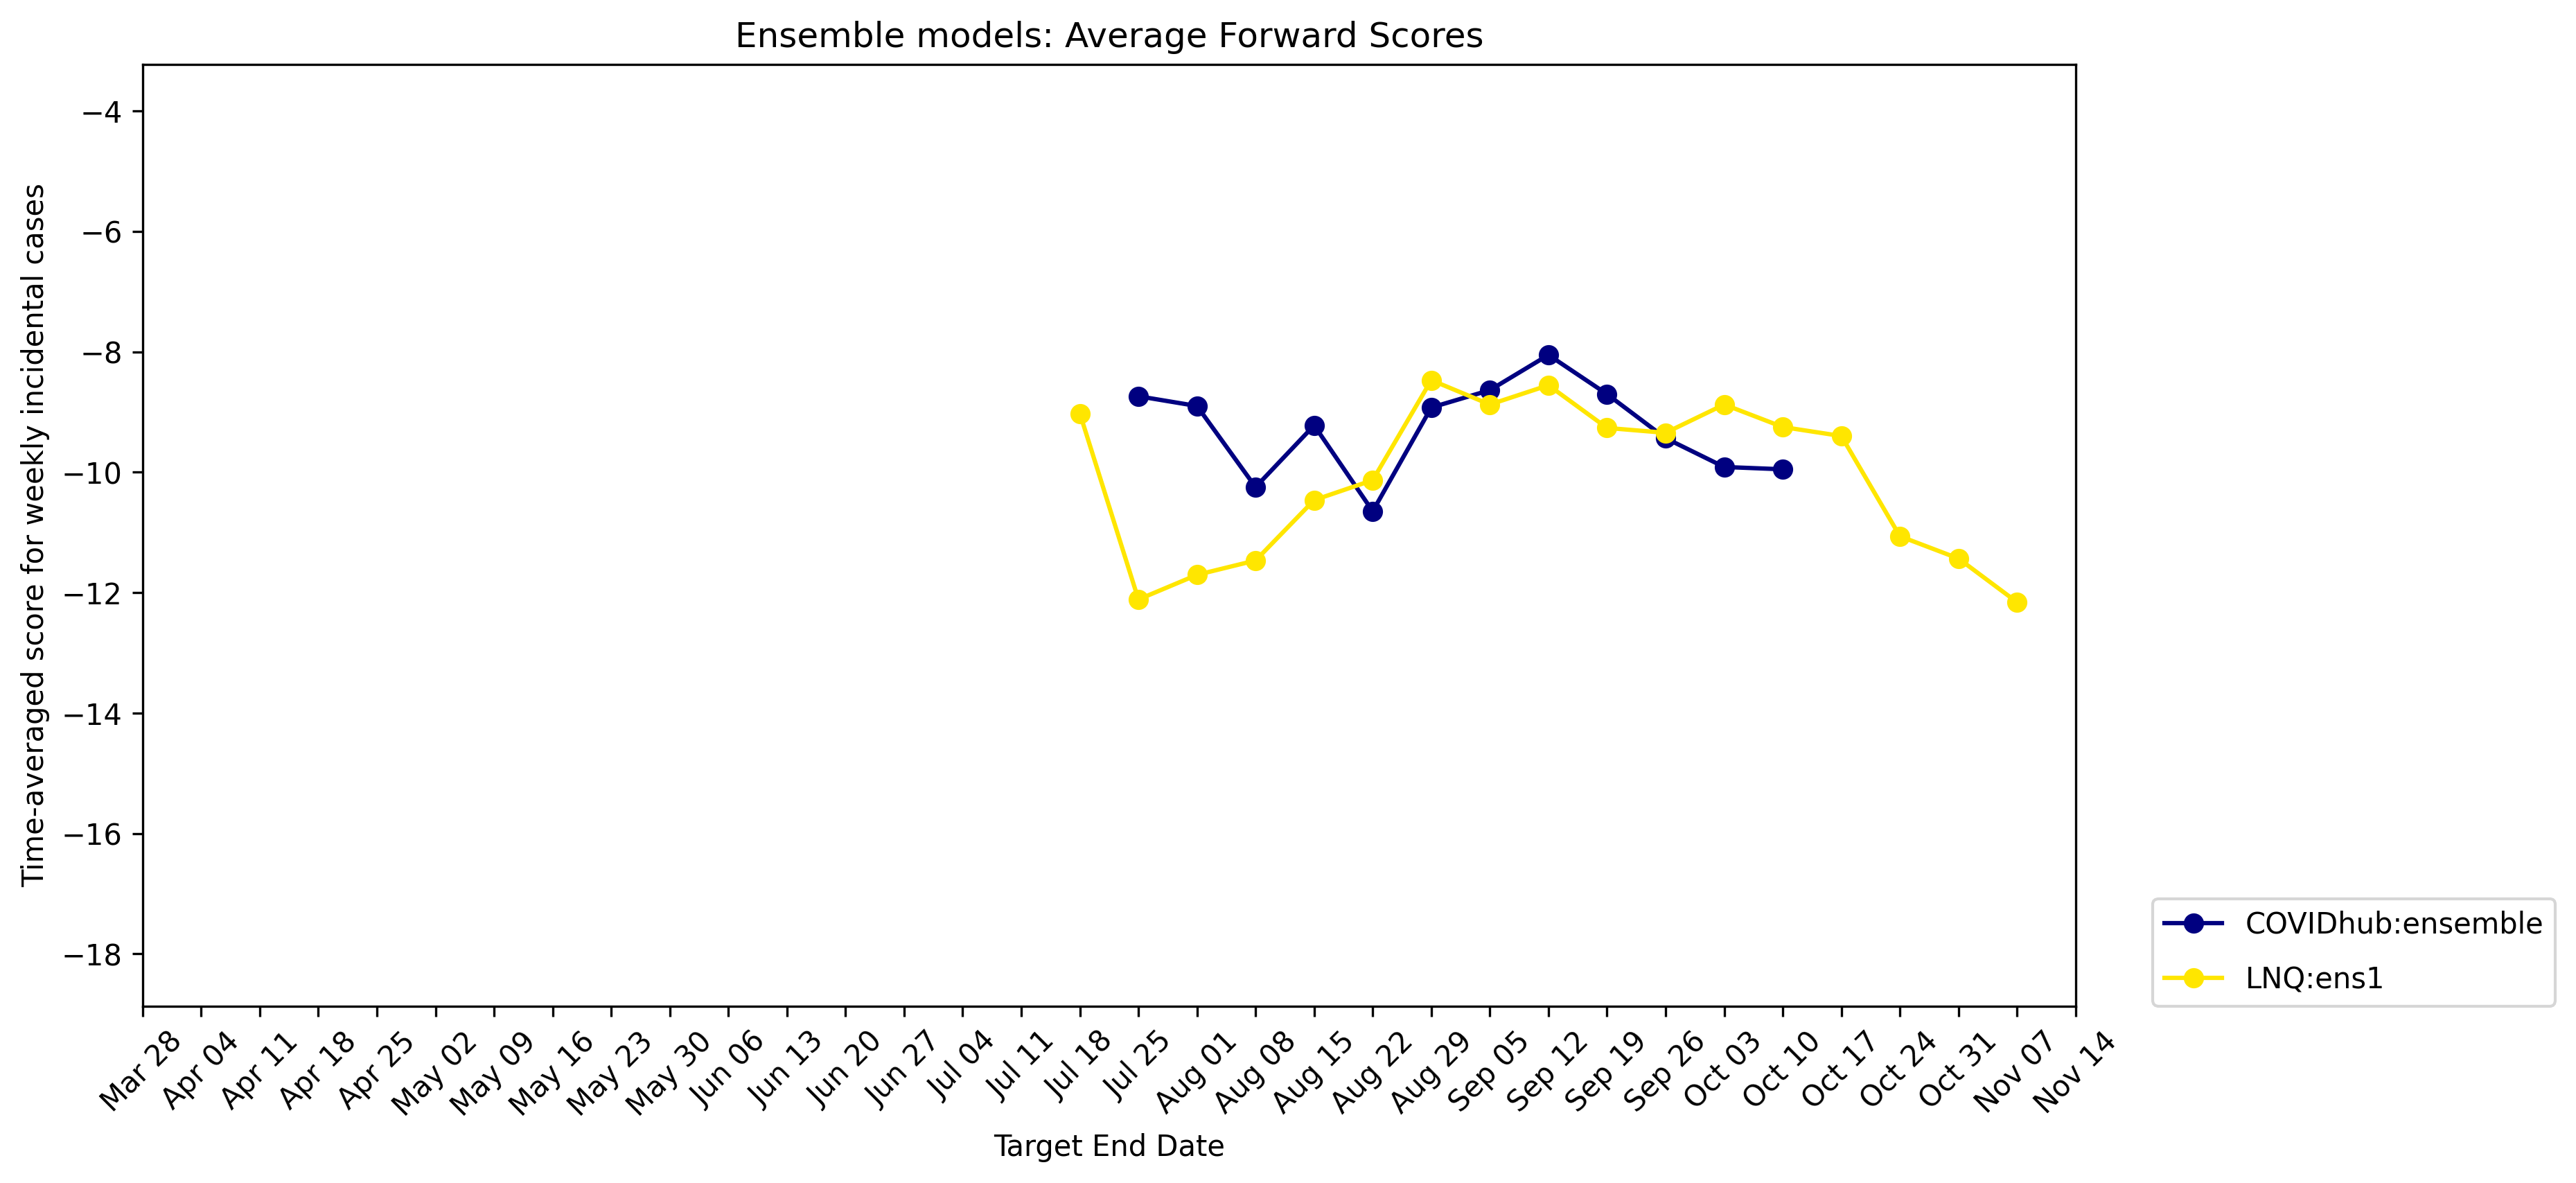 Ensemble models: Average Forward Scores
Time-averaged score for weekly incidental cases
−4
−6
−8
−10
−12
−14
−16
−18
Mar 28
Apr 04
Apr 11
Apr 18
Apr 25
May 02
May 09
May 16
May 23
May 30
Jun 06
Jun 13
Jun 20
Jun 27
Jul 04
Jul 11
Jul 18
Jul 25
Aug 01
Aug 08
Aug 15
Aug 22
Aug 29
Aug 05
Sep 12
Sep 19
Sep 26
Oct 03
Oct 10
Oct 17
Oct 24
Oct 31
Nov 07
Nov 14
Target End Date
COVIDhub:ensemble
LNQ:ens1